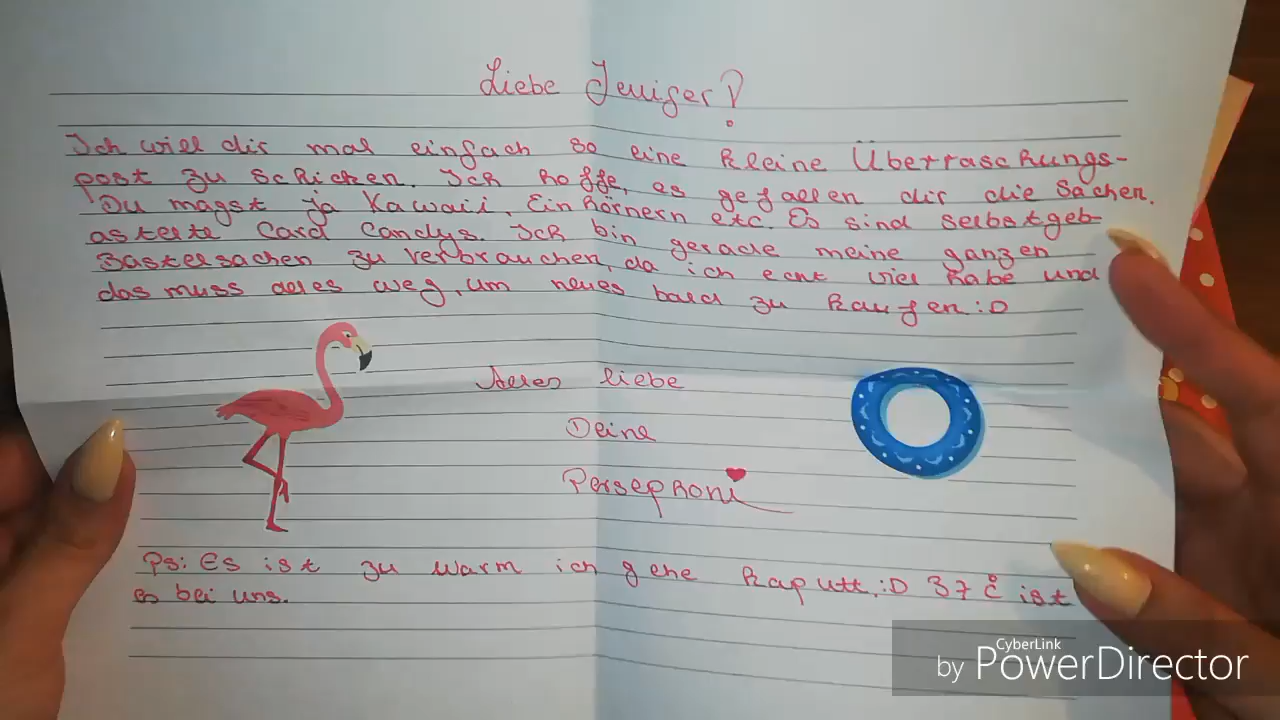 Liebe Jenifer!
Ich will dir mal einfach so eine kleine Überraschungs-
post zu schicken. Ich hoffe, es gefallen dir die Sachen.
Du magst ja Kawaii, Einhörnern etc. Es sind selbstgeb-
astelte Card Candys. Ich bin gerade meine ganzen
Bastelsachen zu verbrauchen, da ich echt viel habe und
das muss alles weg, um neues bald zu kaufen :D
Alles liebe
Deine
Persephoni
Ps: Es ist zu warm ich gehe kaputt :D 37 °C ist
es bei uns.
CyberLink
by PowerDirector